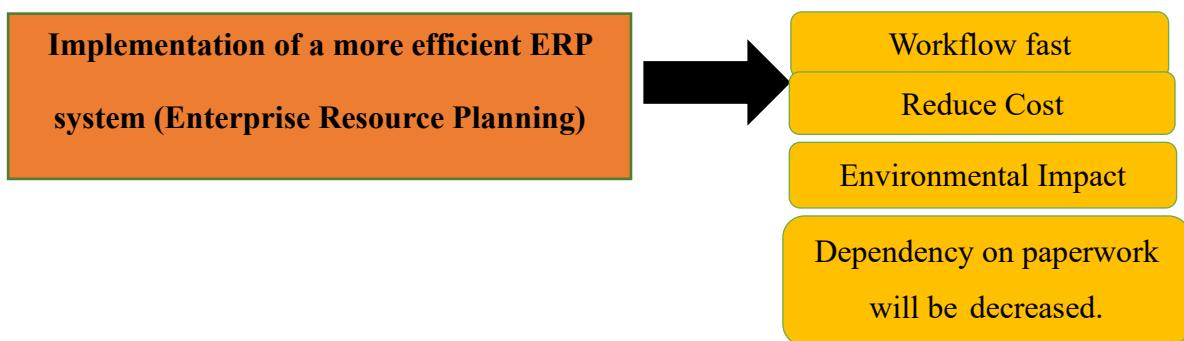 Implementation of a more efficient ERP
system (Enterprise Resource Planning)
Workflow fast
Reduce Cost
Environmental Impact
Dependency on paperwork
will be decreased.